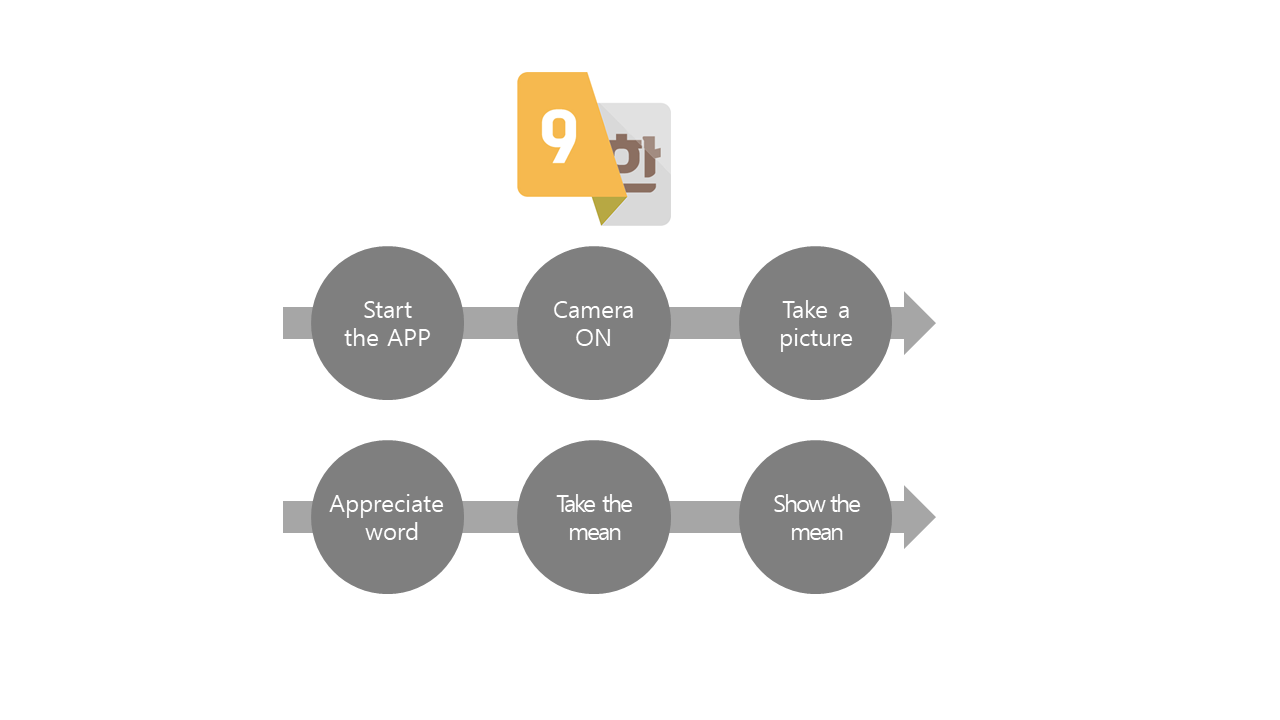 9
한
Start
the APP
Camera
ON
Take a
picture
Appreciate
word
Take the
mean
Show the
mean